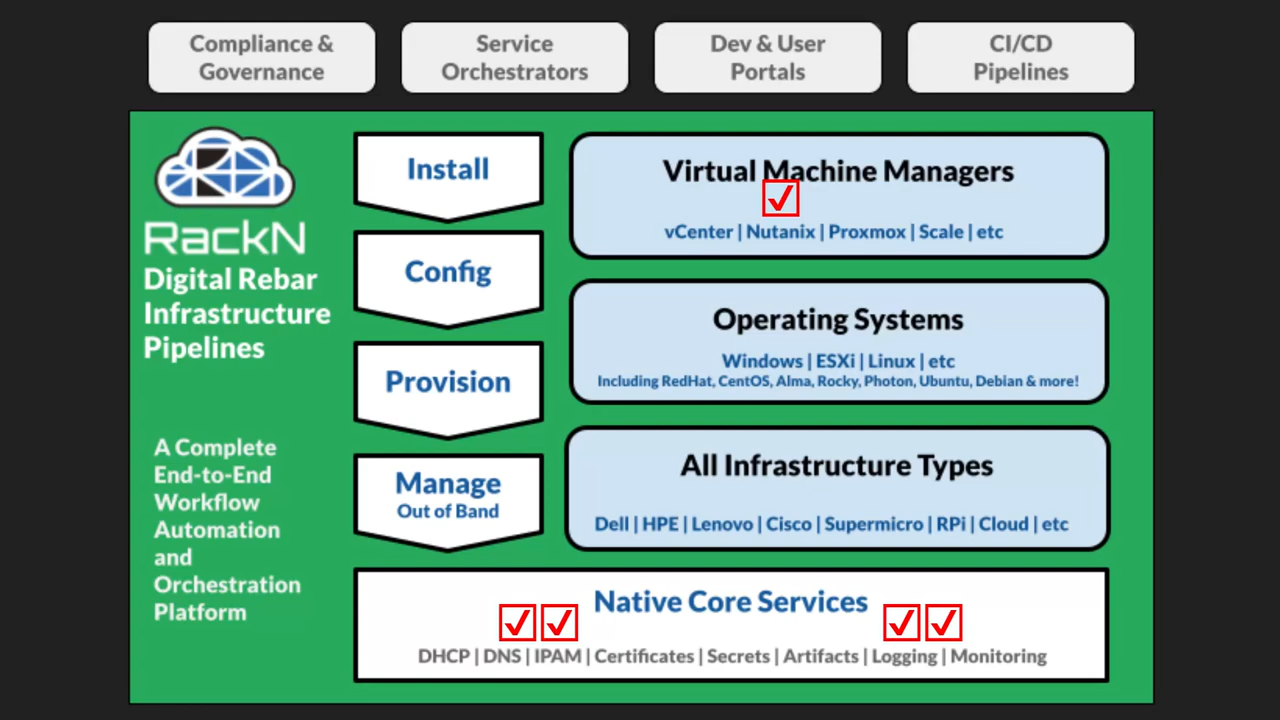 Compliance &
Governance
Service
Orchestrators
Dev & User
Portals
CI/CD
Pipelines
RackN
Digital Rebar
Infrastructure
Pipelines
A Complete
End-to-End
Workflow
Automation
and
Orchestration
Platform
Install
Config
Provision
Manage
Out of Band
Virtual Machine Managers
vCenter | Nutanix | Proxmox | Scale | etc
Operating Systems
Windows | ESXi | Linux | etc
Including RedHat, CentOS, Alma, Rocky, Photon, Ubuntu, Debian & more!
All Infrastructure Types
Dell | HPE | Lenovo | Cisco | Supermicro | RPi | Cloud | etc
Native Core Services
DHCP | DNS | IPAM | Certificates | Secrets | Artifacts | Logging | Monitoring